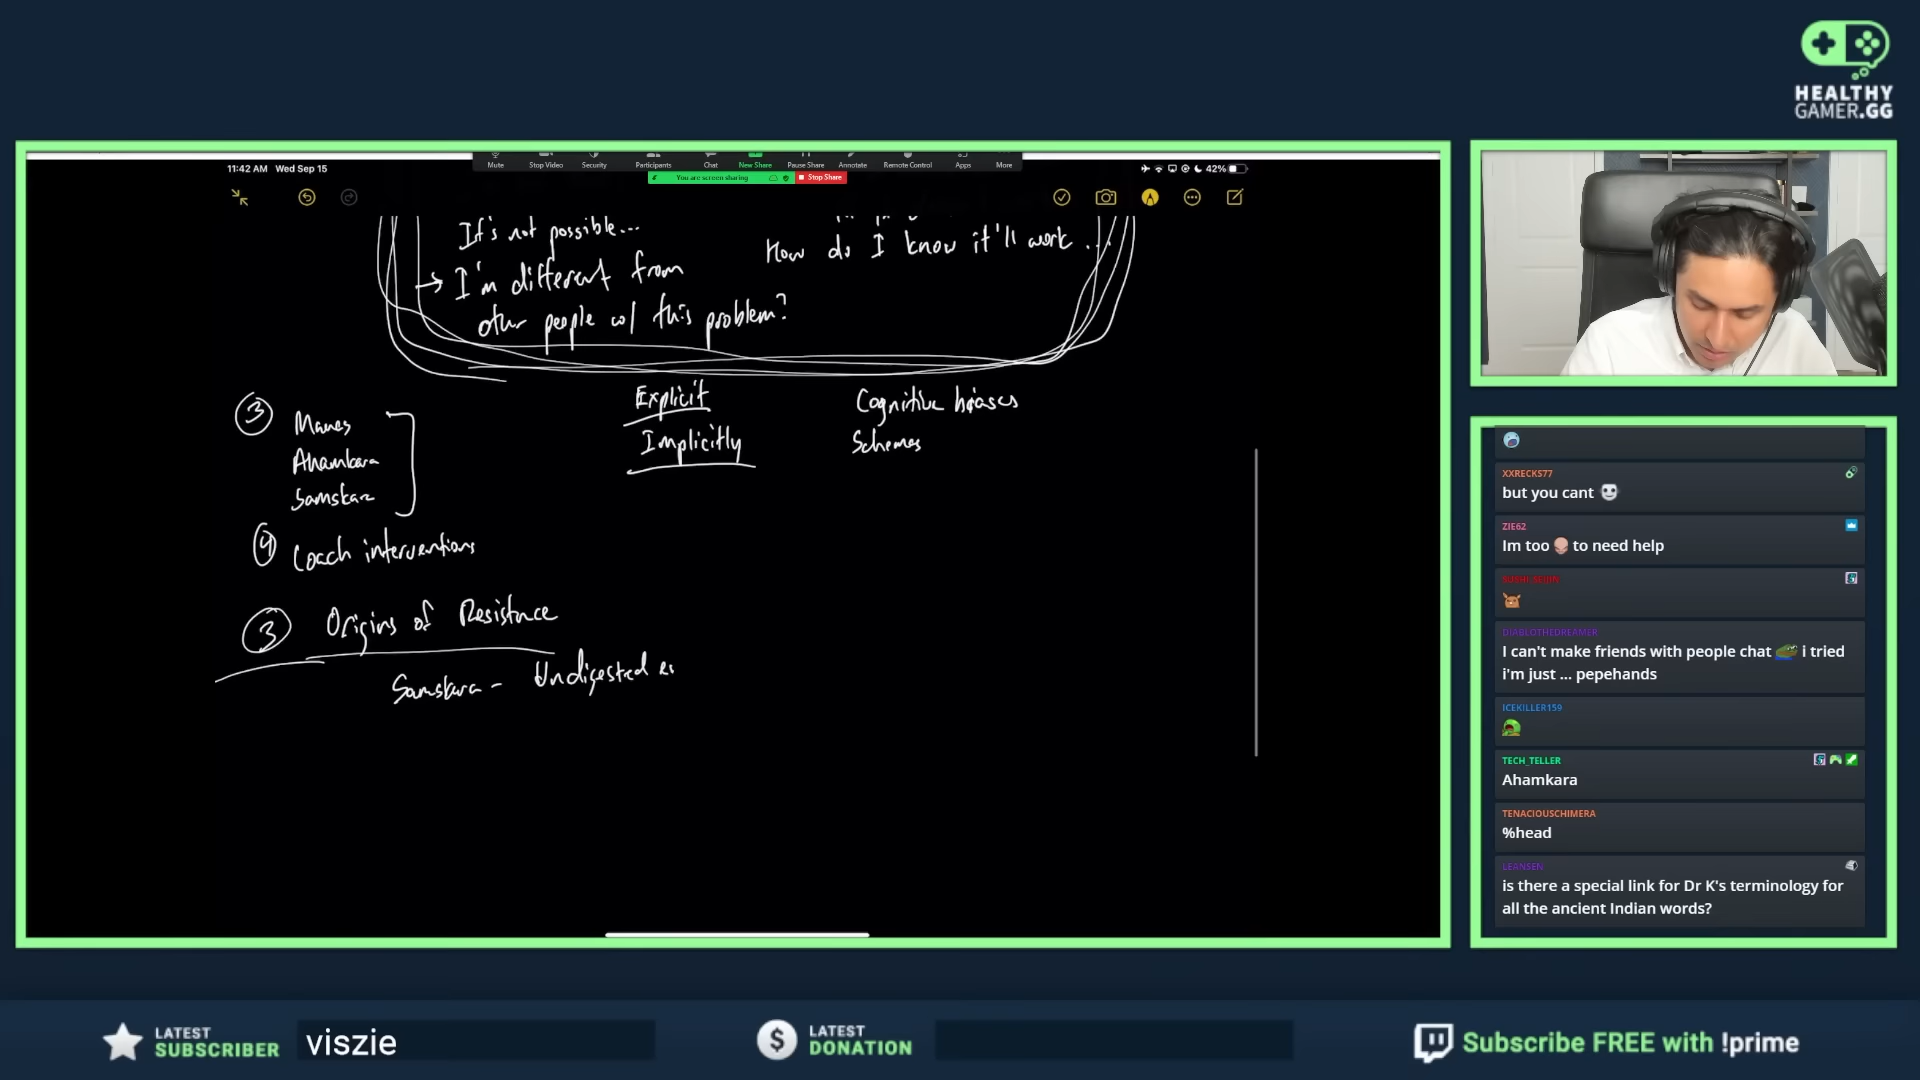 HEALTHY
GAMER.GG
11:42 AM Wed Sep 15
Mute Stop Video Security Participants Chat New Share Pause Share Annotate Remote Control Apps More
You are screen sharing Stop Share
42%
It's not possible...
How do I know it'll work ...
→ I'm different from
other people w/ this problem?
Explicit
Implicitly
Cognitive biases
Schemas
3
Manas
Ahamkara
Samskara
4 Coach interventions
3 Origins of Resistance
Samskara - Undigested
XXRECKS77
but you cant
ZIE62
Im too to need help
DIABLOTHEDREAMER
I can't make friends with people chat i tried
i'm just ... pepehands
ICEKILLER159
TECH_TELLER
Ahamkara
TENACIOUSCHIMERA
%head
LEANSEN
is there a special link for Dr K's terminology for
all the ancient Indian words?
LATEST
SUBSCRIBER
viszie
LATEST
DONATION
Subscribe FREE with !prime